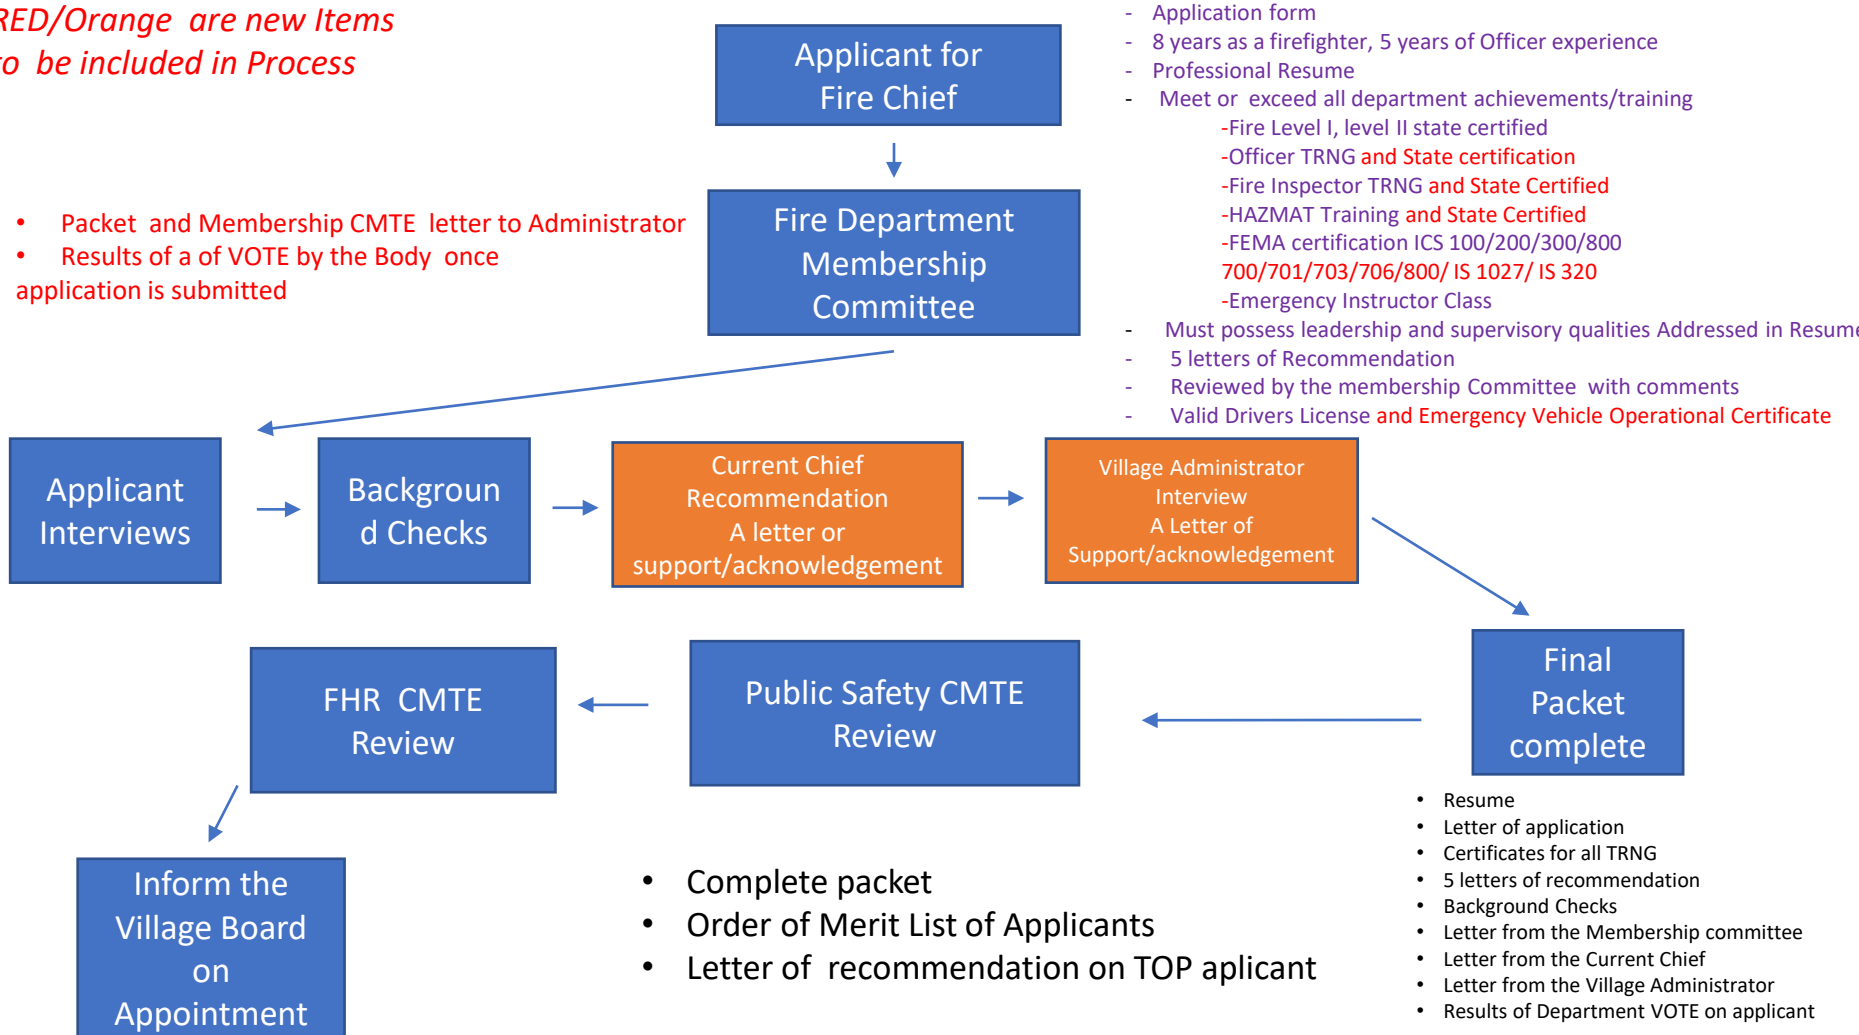 RED/Orange are new Items
to be included in Process
Applicant for
Fire Chief
- Application form
- 8 years as a firefighter, 5 years of Officer experience
- Professional Resume
- Meet or exceed all department achievements/training
-Fire Level I, level II state certified
-Officer TRNG and State certification
-Fire Inspector TRNG and State Certified
-HAZMAT Training and State Certified
-FEMA certification ICS 100/200/300/800
700/701/703/706/800/ IS 1027/ IS 320
-Emergency Instructor Class
- Must possess leadership and supervisory qualities Addressed in Resume
- 5 letters of Recommendation
- Reviewed by the membership Committee with comments
- Valid Drivers License and Emergency Vehicle Operational Certificate
• Packet and Membership CMTE letter to Administrator
• Results of a of VOTE by the Body once
application is submitted
Fire Department
Membership
Committee
Applicant
Interviews
Backgroun
d Checks
Current Chief
Recommendation
A letter or
support/acknowledgement
Village Administrator
Interview
A Letter of
Support/acknowledgement
Final
Packet
complete
Public Safety CMTE
Review
FHR CMTE
Review
Inform the
Village Board
on
Appointment
• Complete packet
• Order of Merit List of Applicants
• Letter of recommendation on TOP aplicant
• Resume
• Letter of application
• Certificates for all TRNG
• 5 letters of recommendation
• Background Checks
• Letter from the Membership committee
• Letter from the Current Chief
• Letter from the Village Administrator
• Results of Department VOTE on applicant